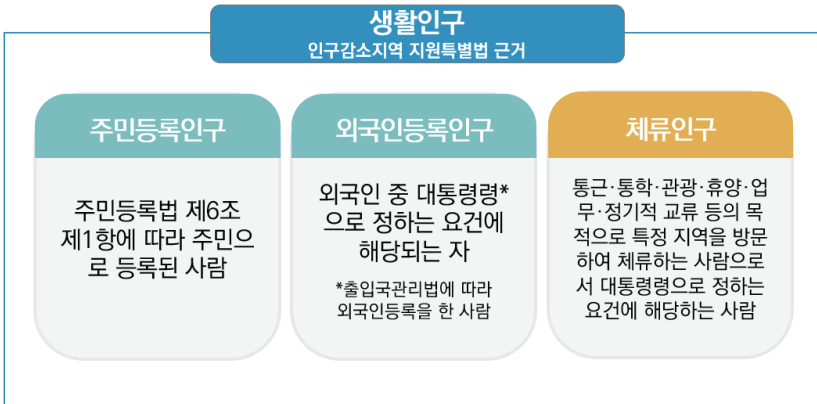 생활인구
인구감소지역 지원특별법 근거
주민등록인구
주민등록법 제6조
제1항에 따라 주민으
로 등록된 사람
외국인등록인구
외국인 중 대통령령*
으로 정하는 요건에
해당되는 자
*출입국관리법에 따라
외국인등록을 한 사람
체류인구
통근·통학·관광·휴양·업
무·정기적 교류 등의 목
적으로 특정 지역을 방문
하여 체류하는 사람으로
서 대통령령으로 정하는
요건에 해당하는 사람